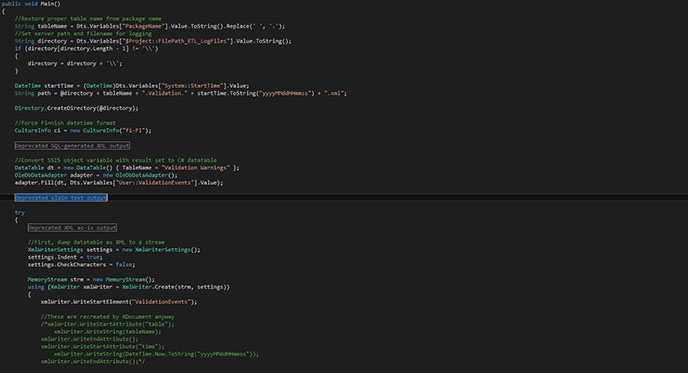 public void Main()
{
//Restore proper table name from package name
String tableName = Dts.Variables["PackageName"].Value.ToString().Replace(' ', '.');
//Set server path and filename for logging
String directory = Dts.Variables["$Project::FilePath_ETL_LogFiles"].Value.ToString();
if (directory[directory.Length - 1] != '\\')
{
directory = directory + '\\';
}
DateTime startTime = (DateTime)Dts.Variables["System::StartTime"].Value;
String path = @directory + tableName + ".Validation." + startTime.ToString("yyyyMMddHHmmss") + ".xml";
Directory.CreateDirectory(@directory);
//Force Finnish datetime format
CultureInfo ci = new CultureInfo("fi-FI");
Deprecated SQL-generated XML output
//Convert SSIS object variable with result set to C# datatable
DataTable dt = new DataTable() { TableName = "Validation Warnings" };
OleDbDataAdapter adapter = new OleDbDataAdapter();
adapter.Fill(dt, Dts.Variables["User::ValidationEvents"].Value);
Deprecated plain text output
try
{
Deprecated XML as-is output
//First, dump datatable as XML to a stream
XmlWriterSettings settings = new XmlWriterSettings();
settings.Indent = true;
settings.CheckCharacters = false;
MemoryStream strm = new MemoryStream();
using (XmlWriter xmlWriter = XmlWriter.Create(strm, settings))
{
xmlWriter.WriteStartElement("ValidationEvents");
//These are recreated by XDocument anyway
/*xmlWriter.WriteStartAttribute("table");
xmlWriter.WriteString(tableName);
xmlWriter.WriteEndAttribute();
xmlWriter.WriteStartAttribute("time");
xmlWriter.WriteString(DateTime.Now.ToString("yyyyMMddHHmmss"));
xmlWriter.WriteEndAttribute();*/